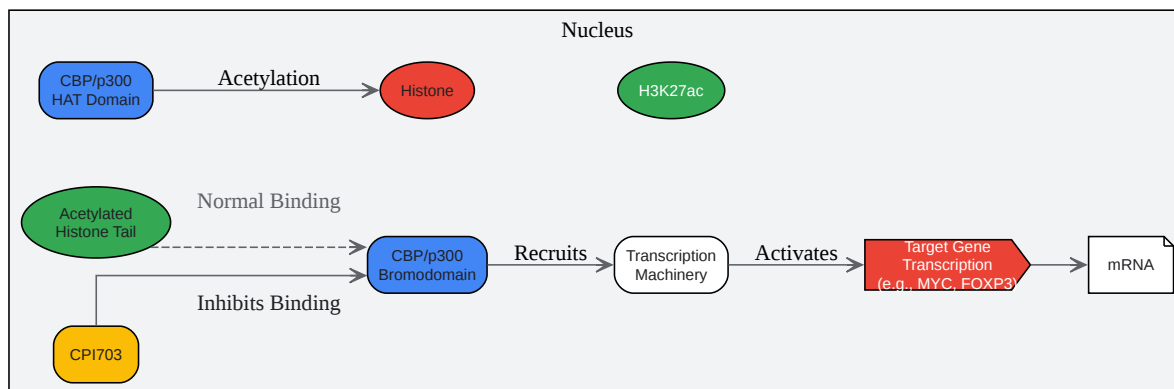 Nucleus
CBP/p300
HAT Domain
Acetylation
Histone
H3K27ac
Acetylated
Histone Tail
Normal Binding
CBP/p300
Bromodomain
Recruits
Transcription
Machinery
Activates
Target Gene
Transcription
(e.g., MYC, FOXP3)
mRNA
Inhibits Binding
CPI703